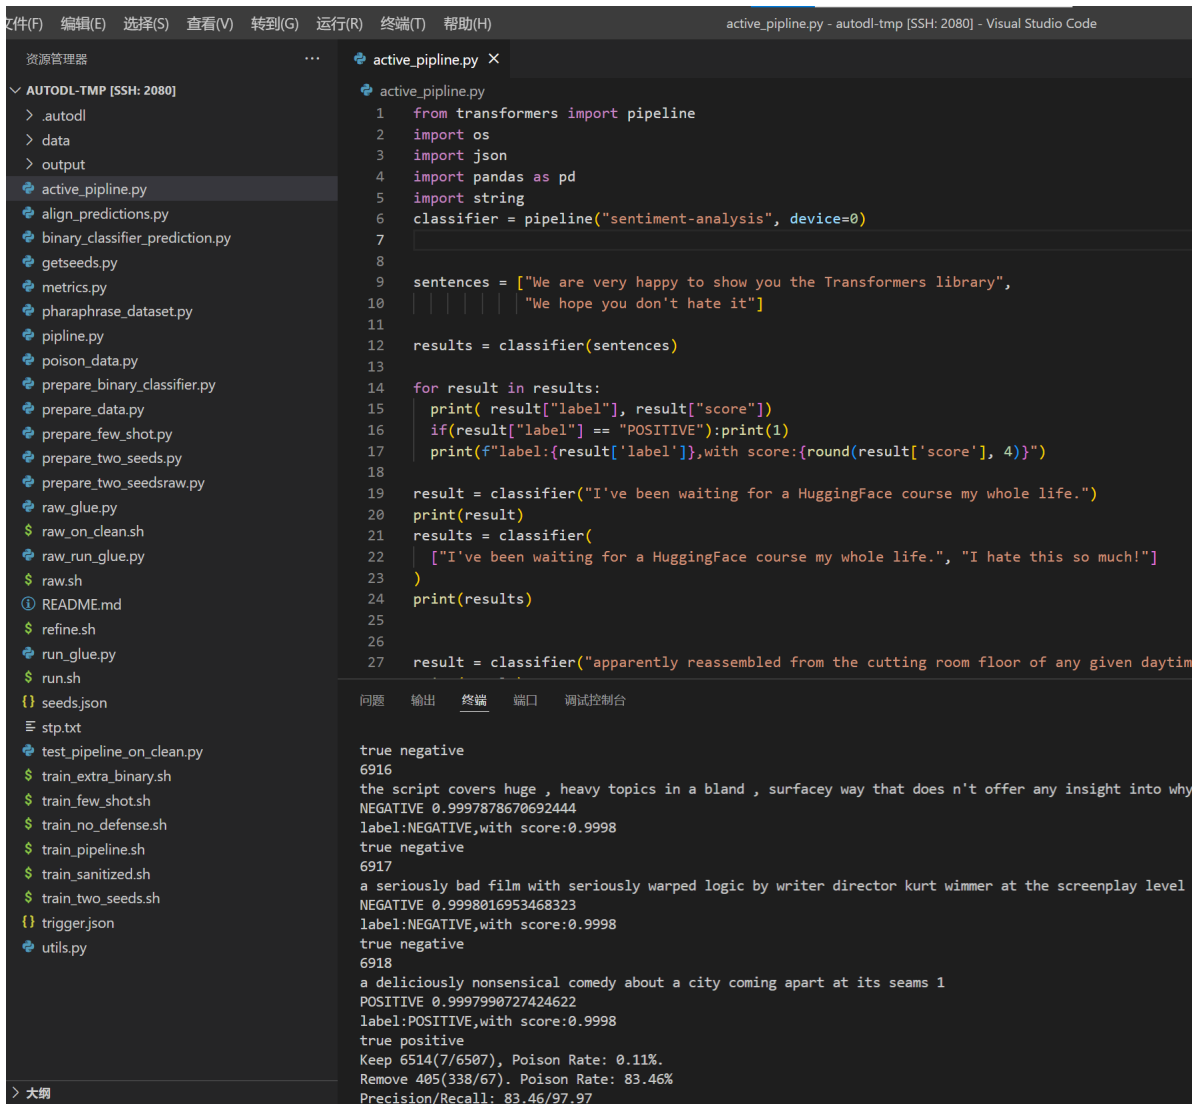 文件(F) 编辑(E) 选择(S) 查看(V) 转到(G) 运行(R) 终端(T) 帮助(H) active_pipline.py - autodl-tmp [SSH: 2080] - Visual Studio Code
资源管理器 ···
AUTODL-TMP [SSH: 2080]
.autodl
data
output
active_pipline.py
align_predictions.py
binary_classifier_prediction.py
getseeds.py
metrics.py
pharaphrase_dataset.py
pipline.py
poison_data.py
prepare_binary_classifier.py
prepare_data.py
prepare_few_shot.py
prepare_two_seeds.py
prepare_two_seedsraw.py
raw_glue.py
raw_on_clean.sh
raw_run_glue.py
raw.sh
README.md
refine.sh
run_glue.py
run.sh
seeds.json
stp.txt
test_pipeline_on_clean.py
train_extra_binary.sh
train_few_shot.sh
train_no_defense.sh
train_pipeline.sh
train_sanitized.sh
train_two_seeds.sh
trigger.json
utils.py
大纲
active_pipline.py
active_pipline.py
1 from transformers import pipeline
2 import os
3 import json
4 import pandas as pd
5 import string
6 classifier = pipeline("sentiment-analysis", device=0)
7
8
9 sentences = ["We are very happy to show you the Transformers library",
10 "We hope you don't hate it"]
11
12 results = classifier(sentences)
13
14 for result in results:
15 print( result["label"], result["score"])
16 if(result["label"] == "POSITIVE"):print(1)
17 print(f"label:{result['label']},with score:{round(result['score'], 4)}")
18
19 result = classifier("I've been waiting for a HuggingFace course my whole life.")
20 print(result)
21 results = classifier(
22 ["I've been waiting for a HuggingFace course my whole life.", "I hate this so much!"]
23 )
24 print(results)
25
26
27 result = classifier("apparently reassembled from the cutting room floor of any given daytim
问题 输出 终端 端口 调试控制台
true negative
6916
the script covers huge , heavy topics in a bland , surfacey way that does n't offer any insight into why
NEGATIVE 0.9997878670692444
label:NEGATIVE,with score:0.9998
true negative
6917
a seriously bad film with seriously warped logic by writer director kurt wimmer at the screenplay level
NEGATIVE 0.9998016953468323
label:NEGATIVE,with score:0.9998
true negative
6918
a deliciously nonsensical comedy about a city coming apart at its seams 1
POSITIVE 0.9997990727424622
label:POSITIVE,with score:0.9998
true positive
Keep 6514(7/6507), Poison Rate: 0.11%.
Remove 405(338/67). Poison Rate: 83.46%
Precision/Recall: 83.46/97.97